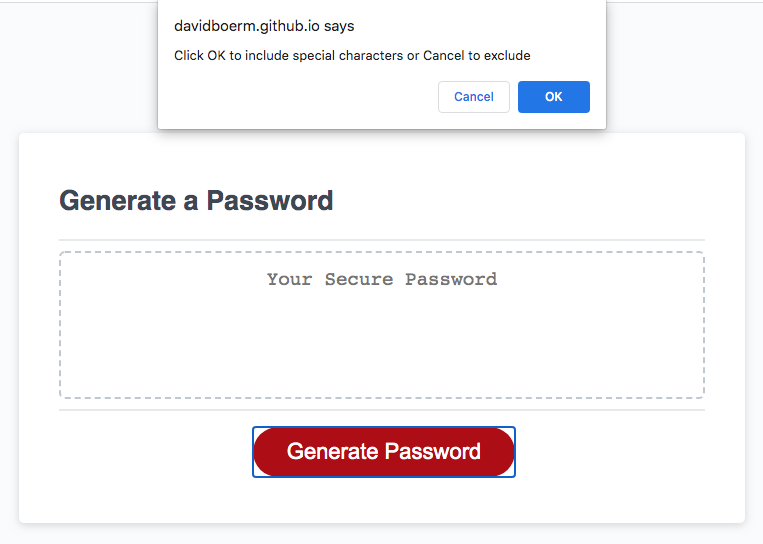 davidboerm.github.io says
Click OK to include special characters or Cancel to exclude
Cancel
OK
Generate a Password
Your Secure Password
Generate Password